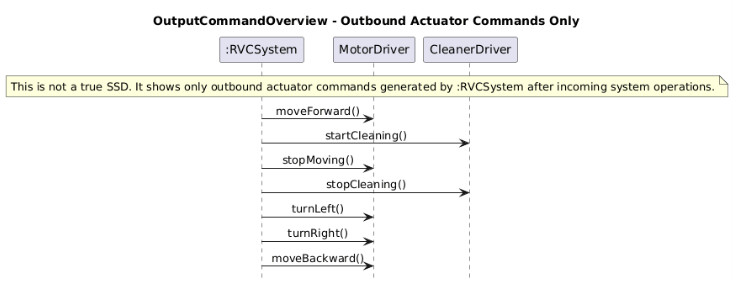 OutputCommandOverview - Outbound Actuator Commands Only
:RVCSystem MotorDriver CleanerDriver
This is not a true SSD. It shows only outbound actuator commands generated by :RVCSystem after incoming system operations.
moveForward()
startCleaning()
stopMoving()
stopCleaning()
turnLeft()
turnRight()
moveBackward()